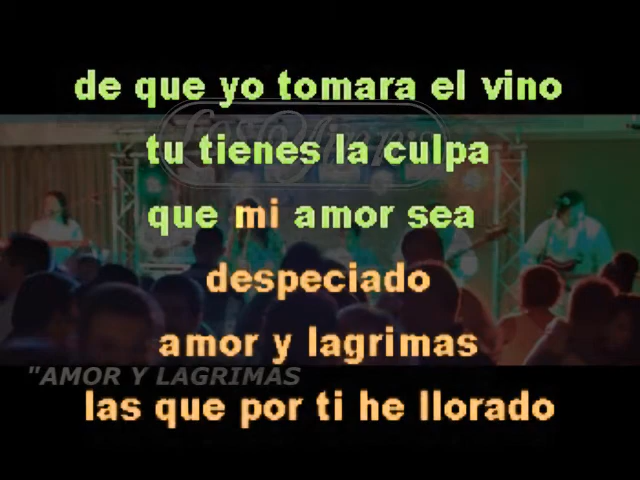 de que yo tomara el vino
tu tienes la culpa
que mi amor sea
despeciado
amor y lagrimas
"AMOR Y LAGRIMAS
las que por ti he llorado